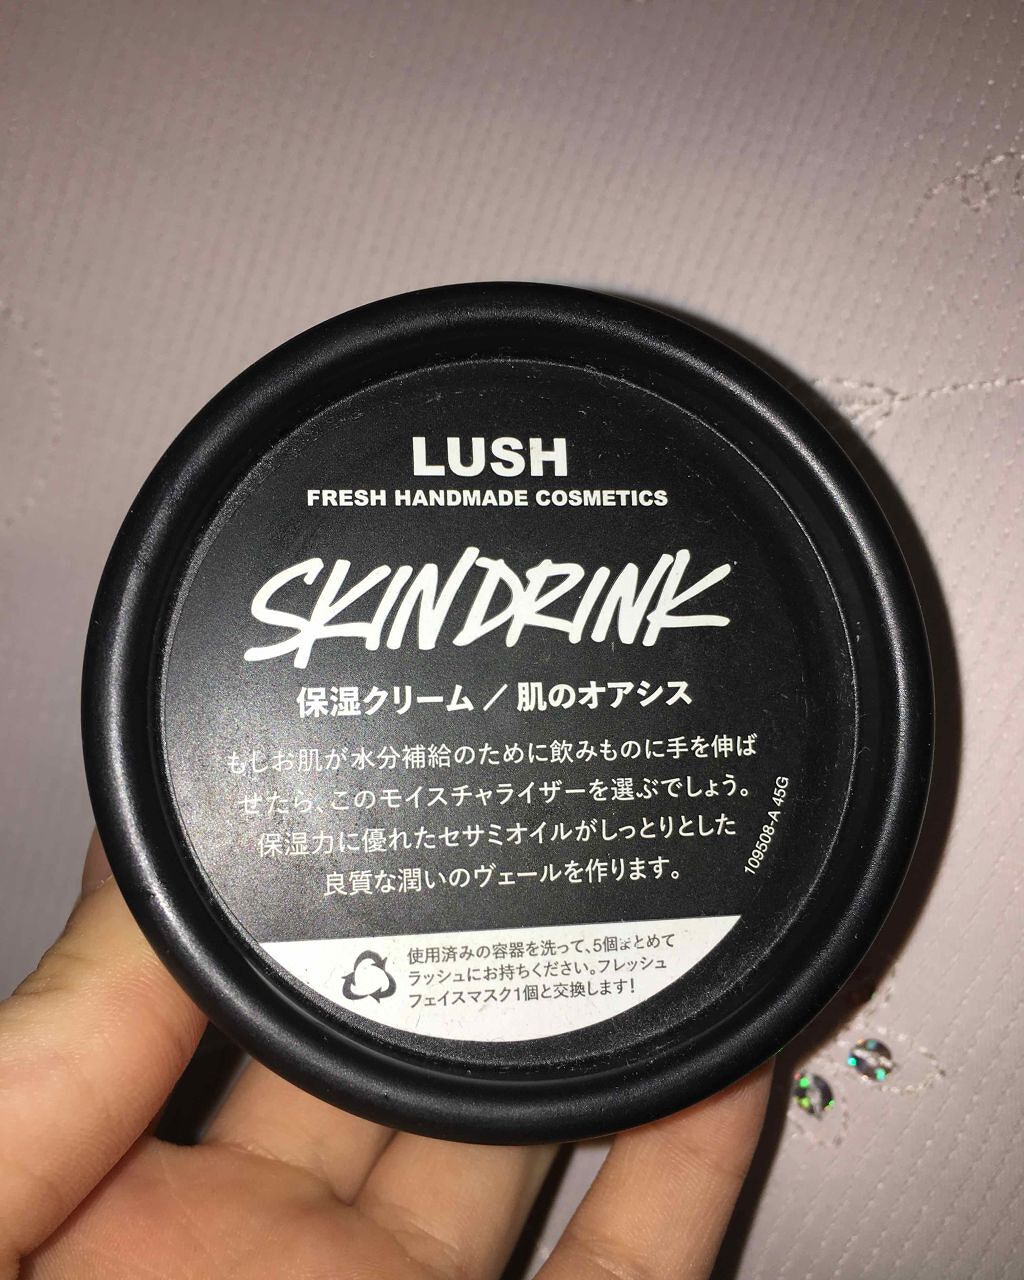 LUSH
FRESH HANDMADE COSMETICS
SKIN DRINK
保湿クリーム / 肌のオアシス
もしお肌が水分補給のために飲みものに手を伸ば
せたら、このモイスチャライザーを選ぶでしょう。
保湿力に優れたセサミオイルがしっとりとした
良質な潤いのヴェールを作ります。
109508-A 45G
使用済みの容器を洗って、5個まとめて
ラッシュにお持ちください。フレッシュ
フェイスマスク1個と交換します!